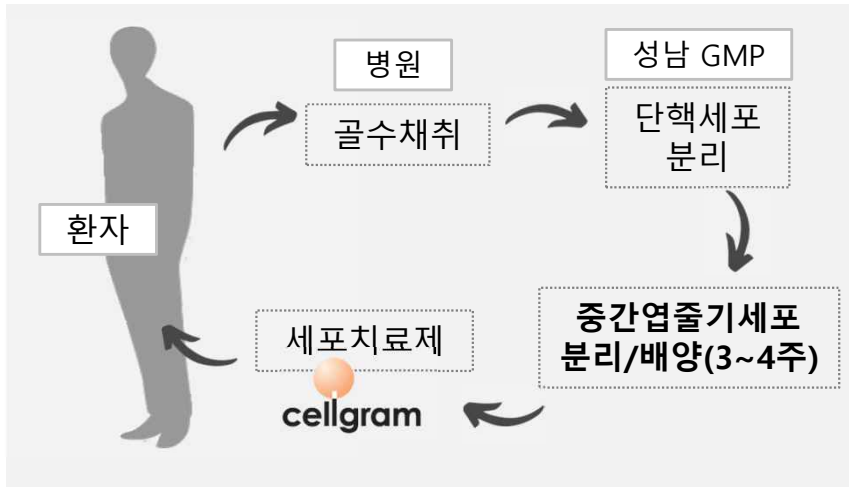 병원
골수채취
성남 GMP
단핵세포
분리
환자
중간엽줄기세포
분리/배양(3~4주)
세포치료제
cellgram